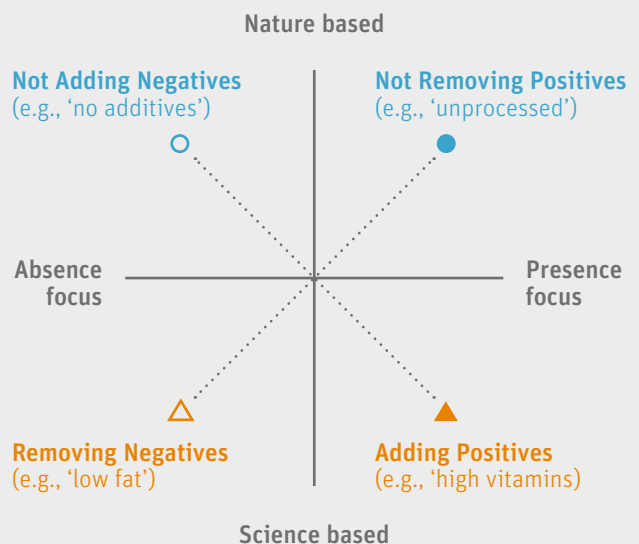 Nature based
Not Adding Negatives
(e.g., ‘no additives’)
Not Removing Positives
(e.g., ‘unprocessed’)
Absence
focus
Presence
focus
Removing Negatives
(e.g., ‘low fat’)
Adding Positives
(e.g., ‘high vitamins)
Science based